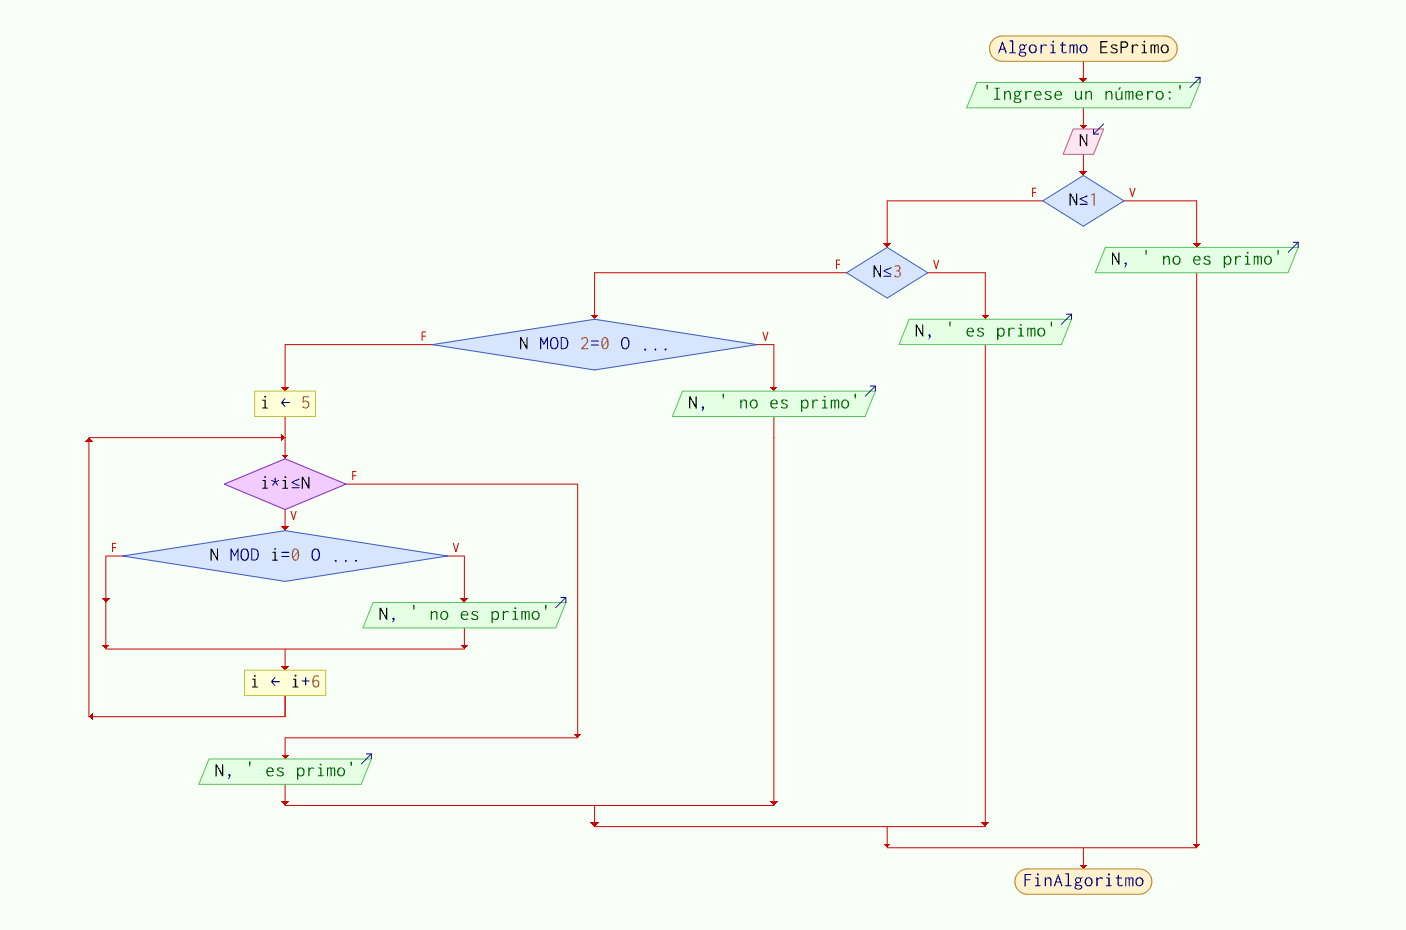 Algoritmo EsPrimo
'Ingrese un número:'
N
F
N≤1
V
N, ' no es primo'
F
N≤3
V
N, ' es primo'
F
N MOD 2=0 O ...
V
N, ' no es primo'
i ← 5
i*i≤N
F
V
F
N MOD i=0 O ...
V
N, ' no es primo'
i ← i+6
N, ' es primo'
FinAlgoritmo